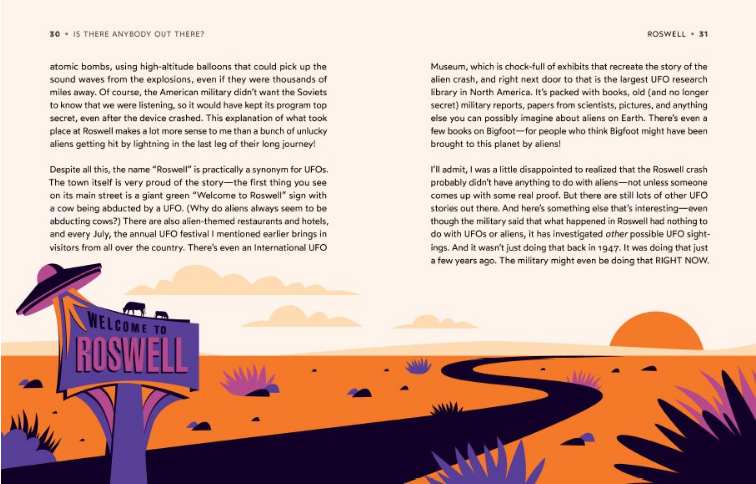 30 • IS THERE ANYBODY OUT THERE?
atomic bombs, using high-altitude balloons that could pick up the
sound waves from the explosions, even if they were thousands of
miles away. Of course, the American military didn't want the Soviets
to know that we were listening, so it would have kept its program top
secret, even after the device crashed. This explanation of what took
place at Roswell makes a lot more sense to me than a bunch of unlucky
aliens getting hit by lightning in the last leg of their long journey!
Despite all this, the name “Roswell” is practically a synonym for UFOs.
The town itself is very proud of the story—the first thing you see
on its main street is a giant green “Welcome to Roswell” sign with
a cow being abducted by a UFO. (Why do aliens always seem to be
abducting cows?) There are also alien-themed restaurants and hotels,
and every July, the annual UFO festival I mentioned earlier brings in
visitors from all over the country. There's even an International UFO
WELCOME TO
ROSWELL
ROSWELL • 31
Museum, which is chock-full of exhibits that recreate the story of the
alien crash, and right next door to that is the largest UFO research
library in North America. It's packed with books, old (and no longer
secret) military reports, papers from scientists, pictures, and anything
else you can possibly imagine about aliens on Earth. There's even a
few books on Bigfoot—for people who think Bigfoot might have been
brought to this planet by aliens!
I'll admit, I was a little disappointed to realized that the Roswell crash
probably didn't have anything to do with aliens—not unless someone
comes up with some real proof. But there are still lots of other UFO
stories out there. And here's something else that's interesting—even
though the military said that what happened in Roswell had nothing to
do with UFOs or aliens, it has investigated other possible UFO sight-
ings. And it wasn't just doing that back in 1947. It was doing that just
a few years ago. The military might even be doing that RIGHT NOW.